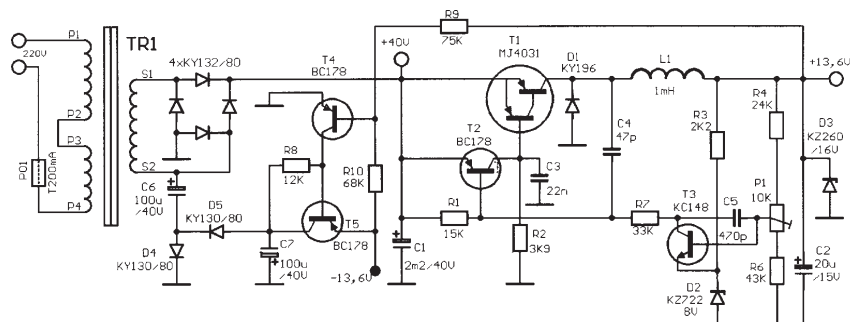 P1
220V
P2
P3
P4
PO1
T200mA
TR1
S1
S2
4xKY132/80
C6
100u
/40V
D5
KY130/80
D4
KY130/80
R8
12K
C7
100u
/40V
T4
BC178
T5
BC178
R10
68K
-13,6V
R9
75K
+40V
C1
2m2/40V
R1
15K
T2
BC178
T1
MJ4031
C3
22n
R2
3K9
D1
KY196
C4
47p
L1
1mH
R7
33K
T3
KC148
C5
470p
R3
2K2
D2
KZ722
8V
+13,6V
R4
24K
P1
10K
R6
43K
D3
KZ260
/16V
C2
20u
/15V